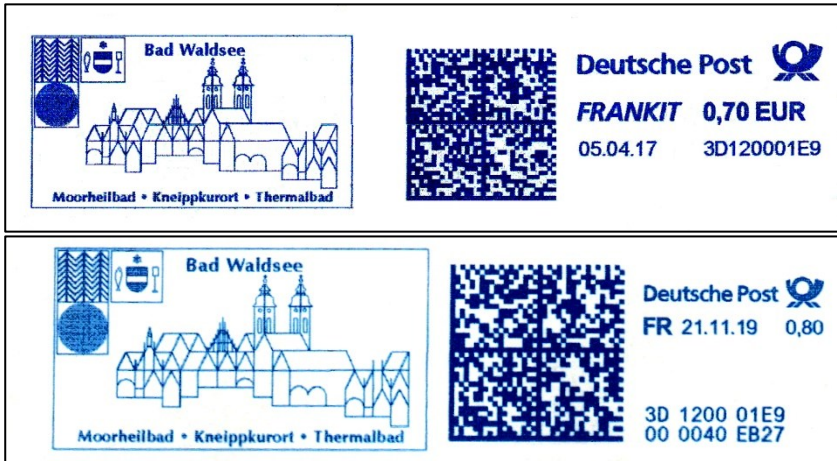 Bad Waldsee
Moorheilbad • Kneippkurort • Thermalbad
Deutsche Post
FRANKIT 0,70 EUR
05.04.17 3D120001E9
Bad Waldsee
Moorheilbad • Kneippkurort • Thermalbad
Deutsche Post
FR 21.11.19 0,80
3D 1200 01E9
00 0040 EB27